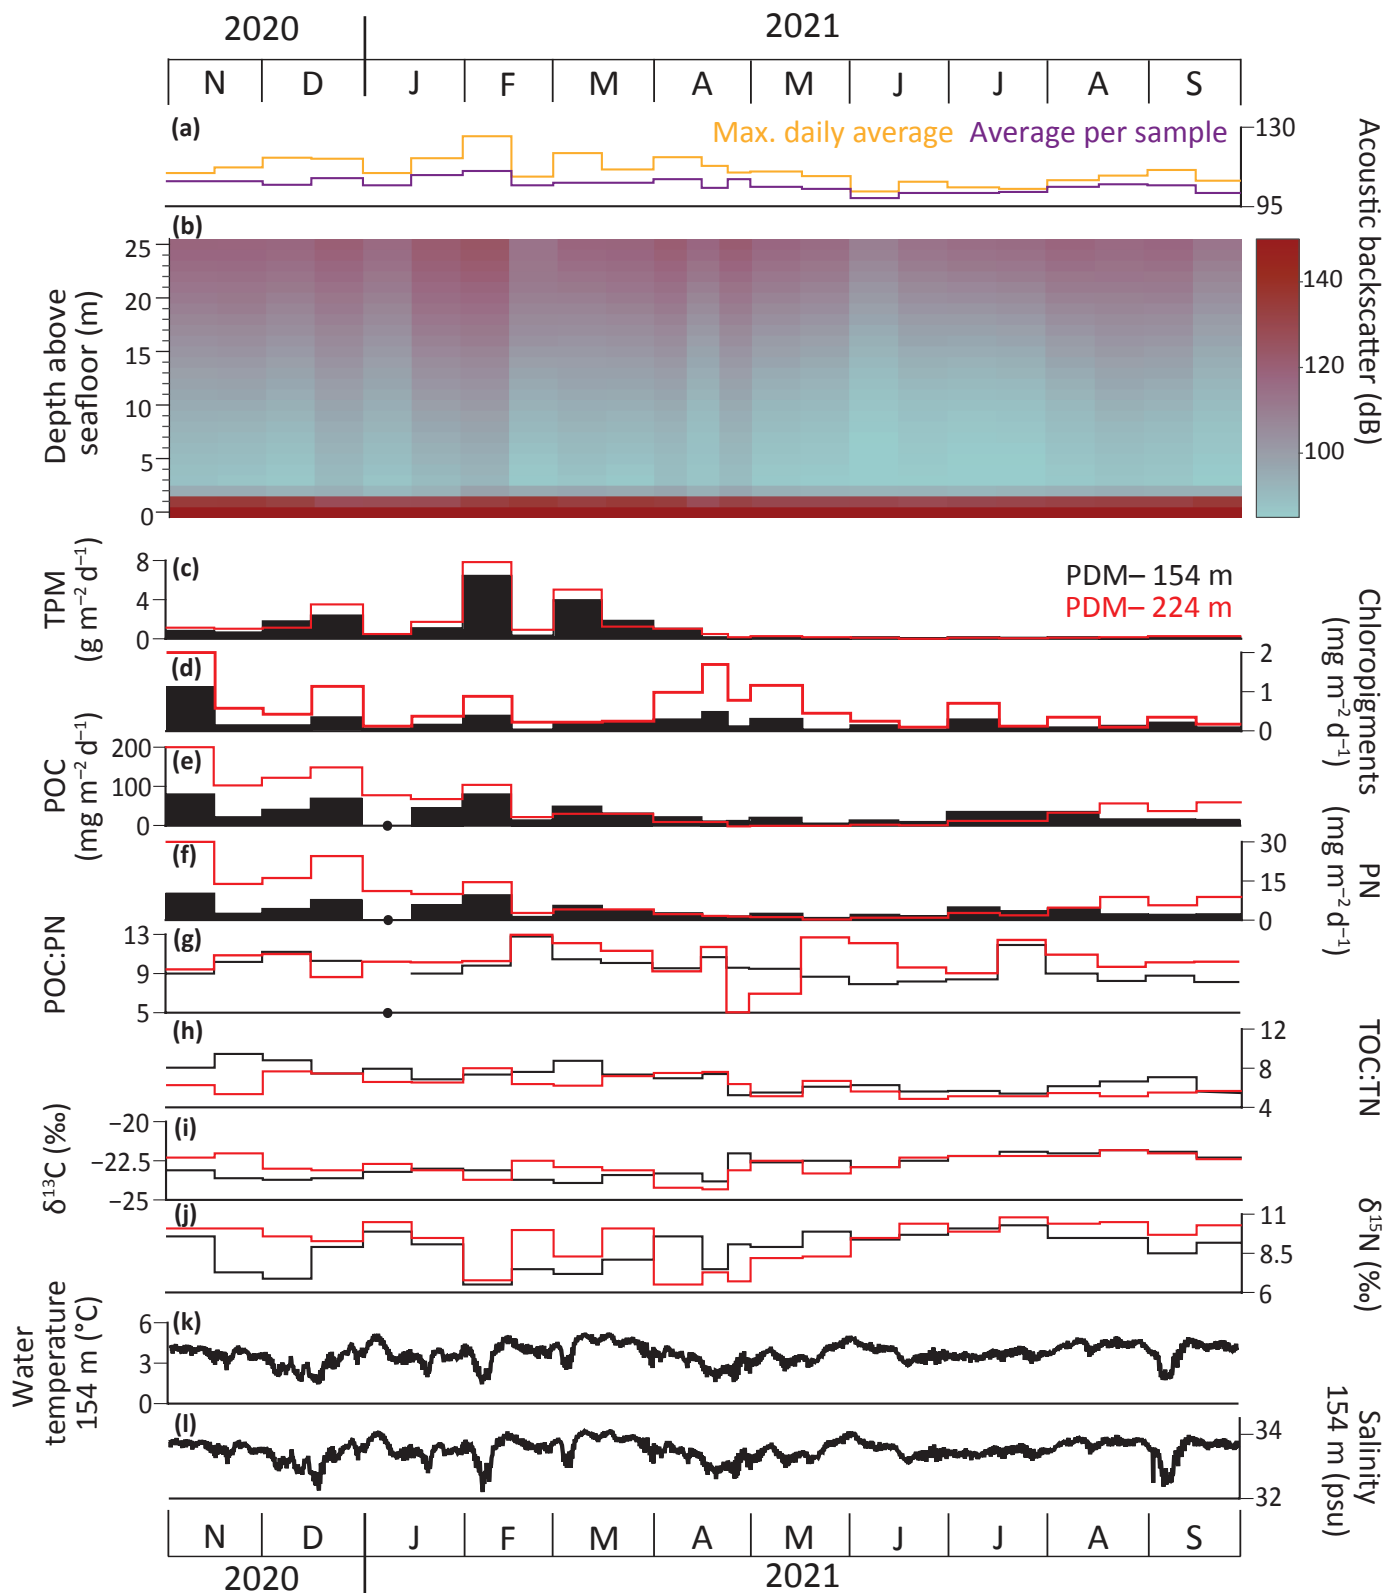 2020
2021
N D J F M A M J J A S
(a)
Max. daily average Average per sample
130
95
(b)
25
20
15
10
5
0
Depth above
seafloor (m)
140
120
100
Acoustic backscatter (dB)
(c)
TPM
(g m⁻² d⁻¹)
8
4
0
PDM– 154 m
PDM– 224 m
(d)
Chloropigments
(mg m⁻² d⁻¹)
2
1
0
(e)
POC
(mg m⁻² d⁻¹)
200
100
0
(f)
PN
(mg m⁻² d⁻¹)
30
15
0
(g)
POC:PN
13
9
5
(h)
TOC:TN
12
8
4
(i)
δ¹³C (‰)
−20
−22.5
−25
(j)
δ¹⁵N (‰)
11
8.5
6
(k)
Water
temperature
154 m (°C)
6
3
0
(l)
Salinity
154 m (psu)
34
32
N D J F M A M J J A S
2020
2021